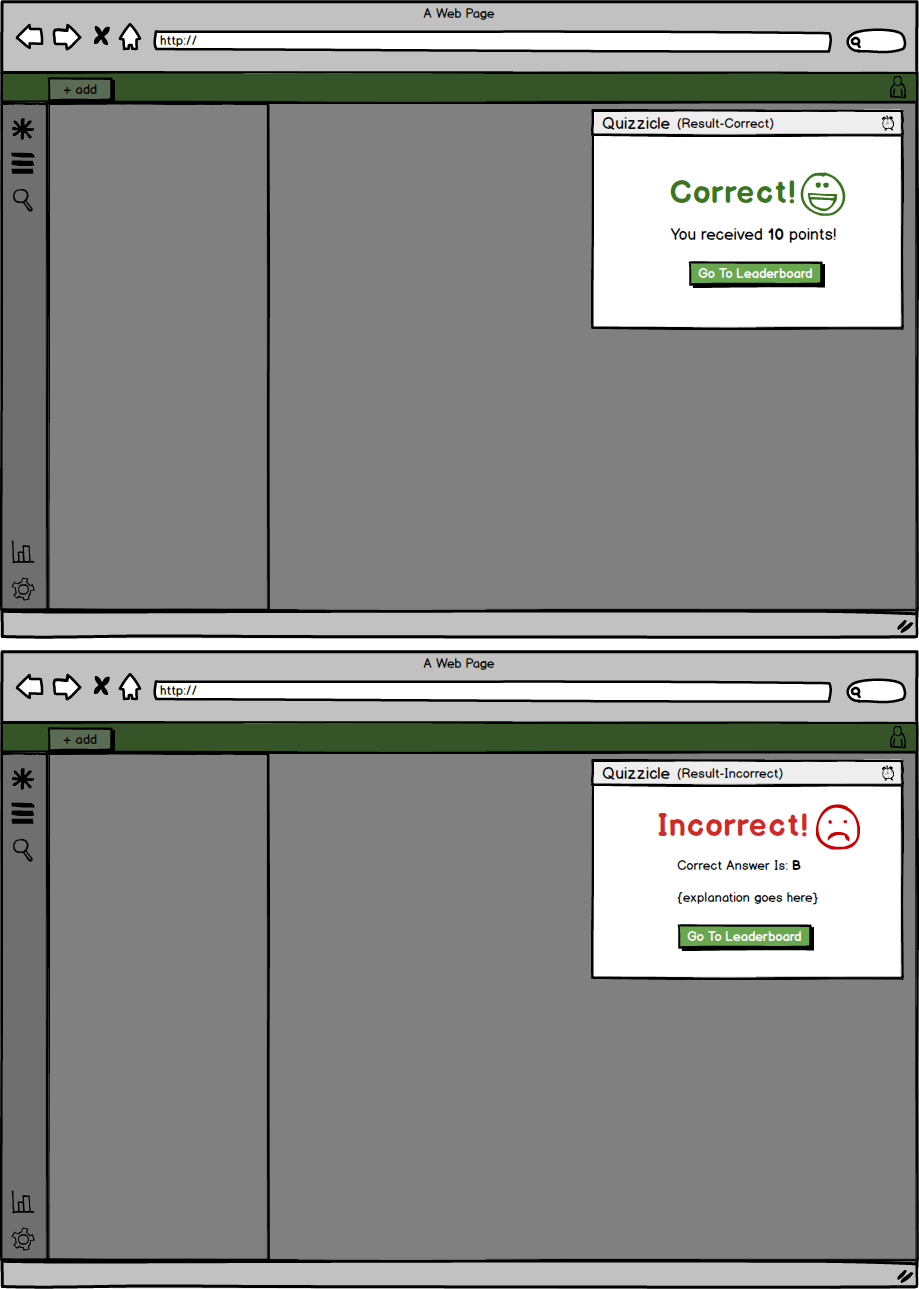 A Web Page
http://
+ add
Quizzicle (Result-Correct)
Correct!
You received 10 points!
Go To Leaderboard
A Web Page
http://
+ add
Quizzicle (Result-Incorrect)
Incorrect!
Correct Answer Is: B
{explanation goes here}
Go To Leaderboard